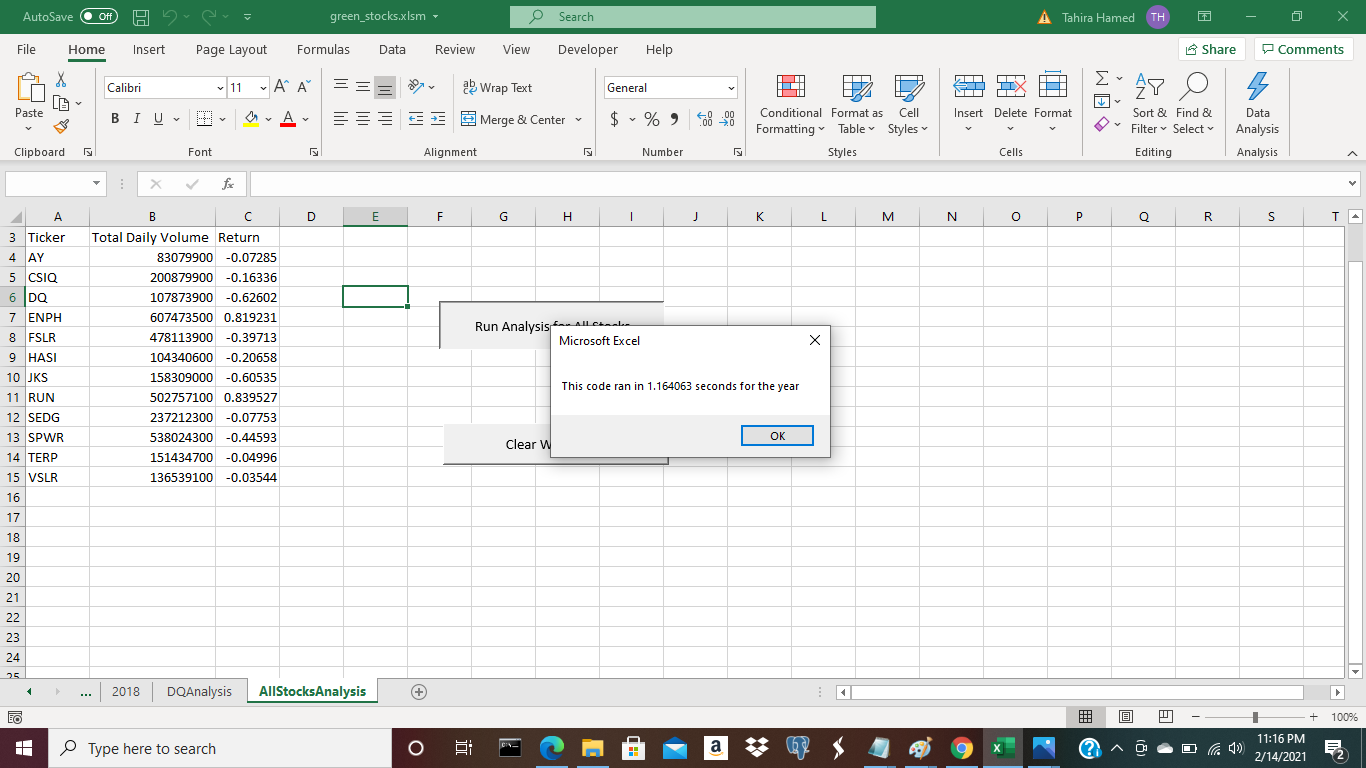 AutoSave Off green_stocks.xlsm Search Tahira Hamed TH
File Home Insert Page Layout Formulas Data Review View Developer Help Share Comments
Paste
Clipboard
Calibri 11
B I U A
Font
Wrap Text
Merge & Center
Alignment
General
$ %
Number
Conditional Formatting
Format as Table
Cell Styles
Styles
Insert Delete Format
Cells
Sort & Filter
Find & Select
Editing
Data Analysis
Analysis
fx
A B C D E F G H I J K L M N O P Q R S T
3 Ticker Total Daily Volume Return
4 AY 83079900 -0.07285
5 CSIQ 200879900 -0.16336
6 DQ 107873900 -0.62602
7 ENPH 607473500 0.819231
8 FSLR 478113900 -0.39713
9 HASI 104340600 -0.20658
10 JKS 158309000 -0.60535
11 RUN 502757100 0.839527
12 SEDG 237212300 -0.07753
13 SPWR 538024300 -0.44593
14 TERP 151434700 -0.04996
15 VSLR 136539100 -0.03544
16
17
18
19
20
21
22
23
24
25
Run Analysis for All Stocks
Clear W
Microsoft Excel
This code ran in 1.164063 seconds for the year
OK
... 2018 DQAnalysis AllStocksAnalysis
100%
Type here to search
11:16 PM
2/14/2021
2